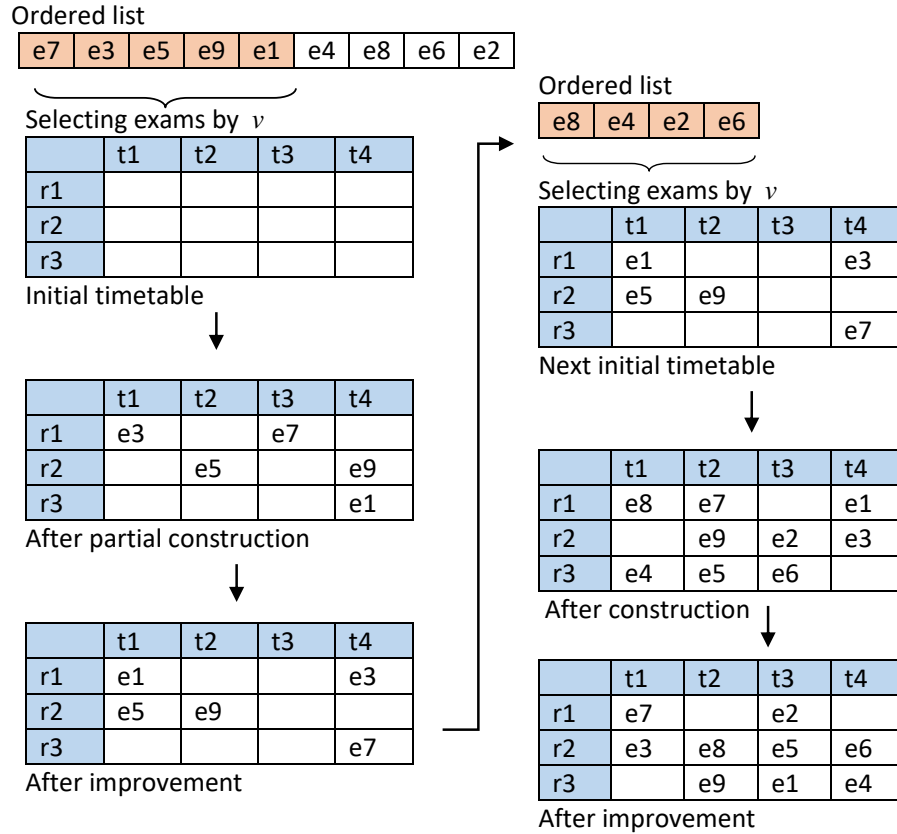 Ordered list
e7 e3 e5 e9 e1 e4 e8 e6 e2
Selecting exams by v
t1 t2 t3 t4
r1
r2
r3
Initial timetable
t1 t2 t3 t4
r1 e3 e7
r2 e5 e9
r3 e1
After partial construction
t1 t2 t3 t4
r1 e1 e3
r2 e5 e9
r3 e7
After improvement
Ordered list
e8 e4 e2 e6
Selecting exams by v
t1 t2 t3 t4
r1 e1 e3
r2 e5 e9
r3 e7
Next initial timetable
t1 t2 t3 t4
r1 e8 e7 e1
r2 e9 e2 e3
r3 e4 e5 e6
After construction
t1 t2 t3 t4
r1 e7 e2
r2 e3 e8 e5 e6
r3 e9 e1 e4
After improvement